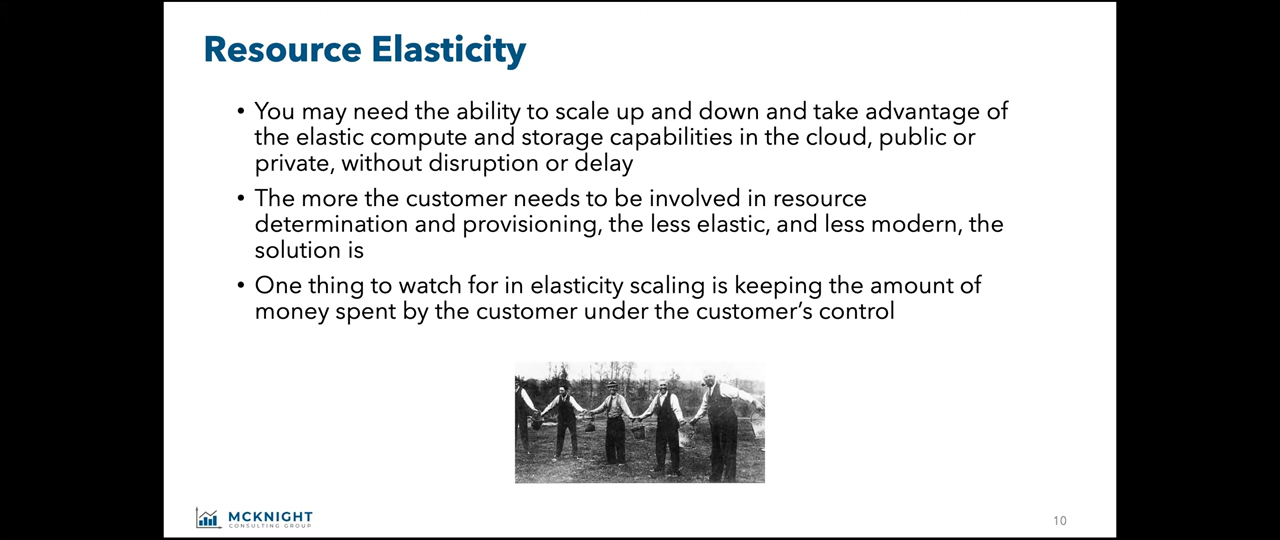 Resource Elasticity
• You may need the ability to scale up and down and take advantage of
the elastic compute and storage capabilities in the cloud, public or
private, without disruption or delay
• The more the customer needs to be involved in resource
determination and provisioning, the less elastic, and less modern, the
solution is
• One thing to watch for in elasticity scaling is keeping the amount of
money spent by the customer under the customer's control
MCKNIGHT
CONSULTING GROUP
10